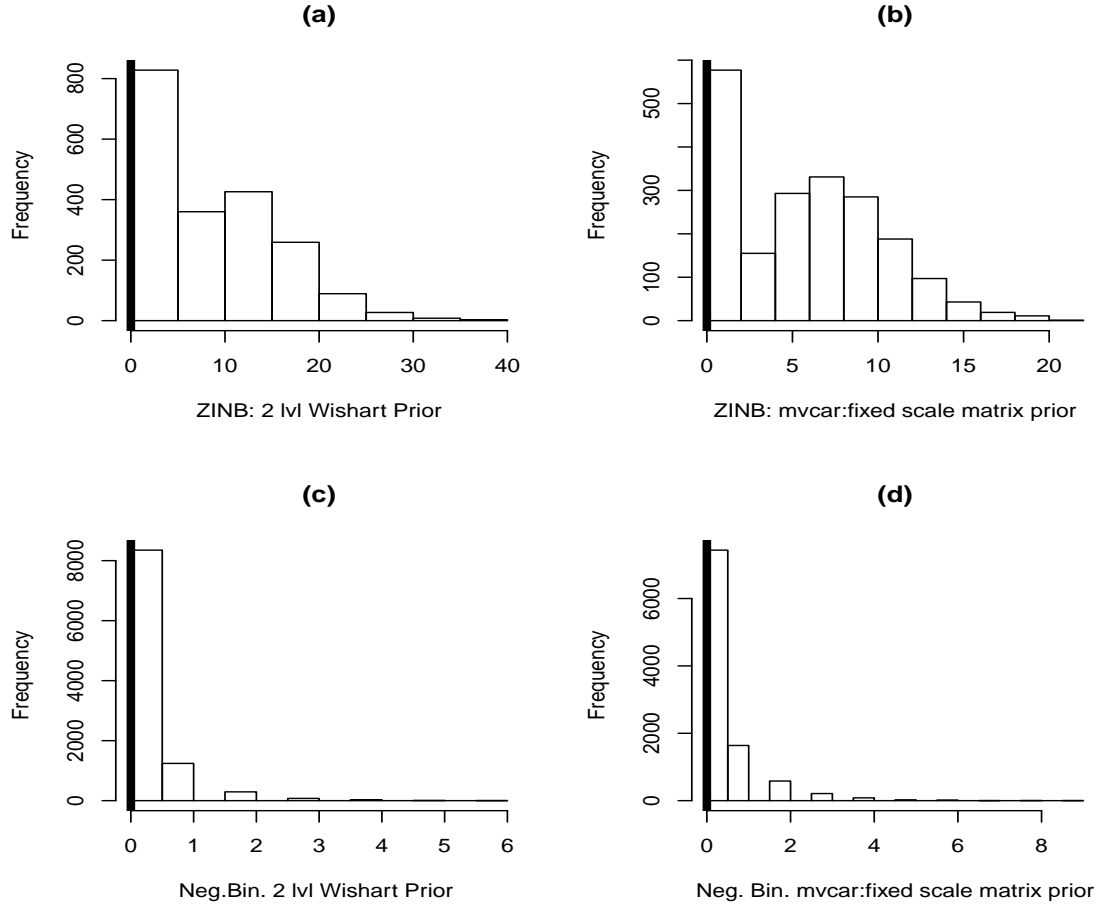 (a)
Frequency
0 200 400 600 800
0 10 20 30 40
ZINB: 2 lvl Wishart Prior
(b)
Frequency
0 100 300 500
0 5 10 15 20
ZINB: mvcar:fixed scale matrix prior
(c)
Frequency
0 2000 4000 6000 8000
0 1 2 3 4 5 6
Neg.Bin. 2 lvl Wishart Prior
(d)
Frequency
0 2000 4000 6000
0 2 4 6 8
Neg. Bin. mvcar:fixed scale matrix prior